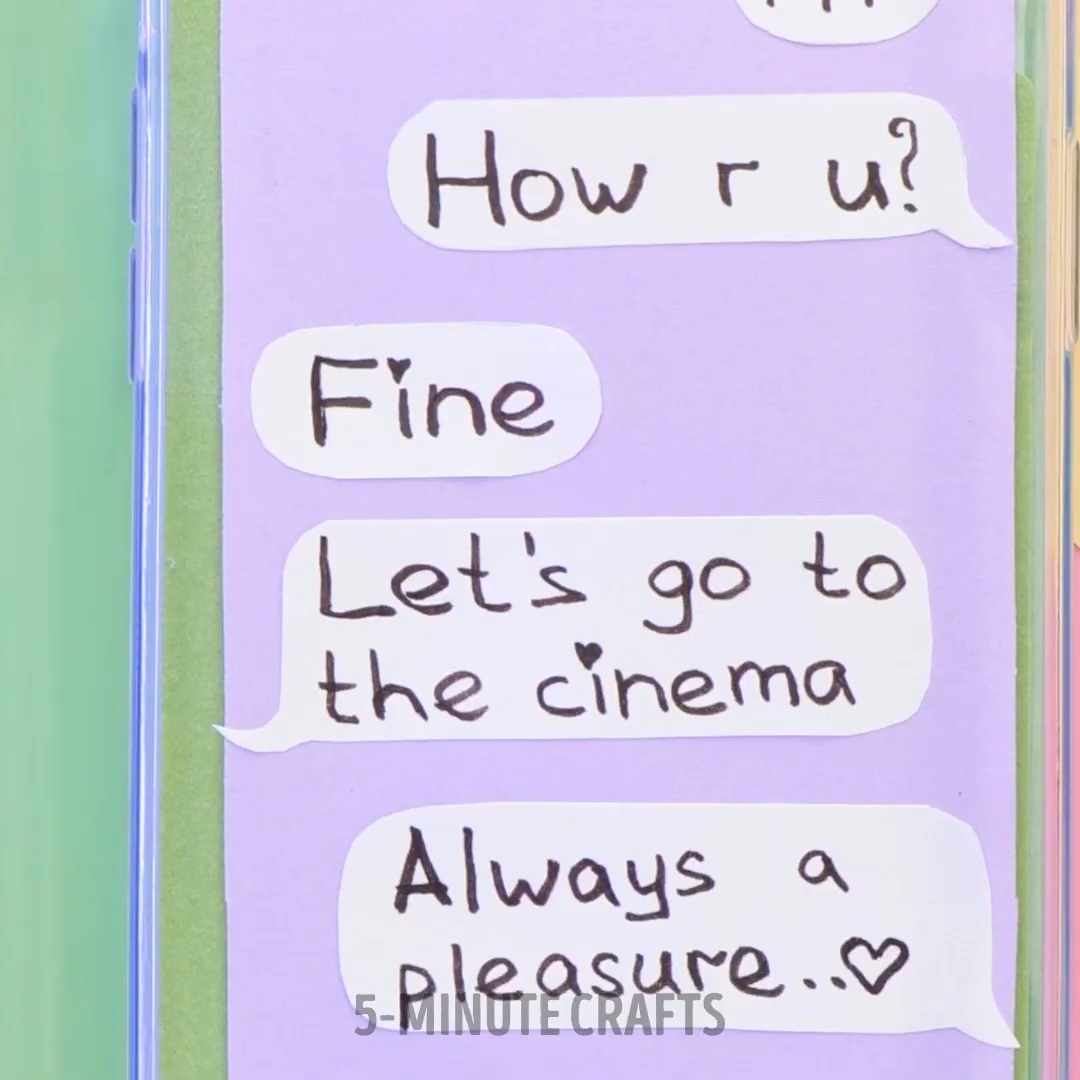 How r u?
Fine
Let's go to
the cinema
Always a
pleasure..♡
5-MINUTE CRAFTS